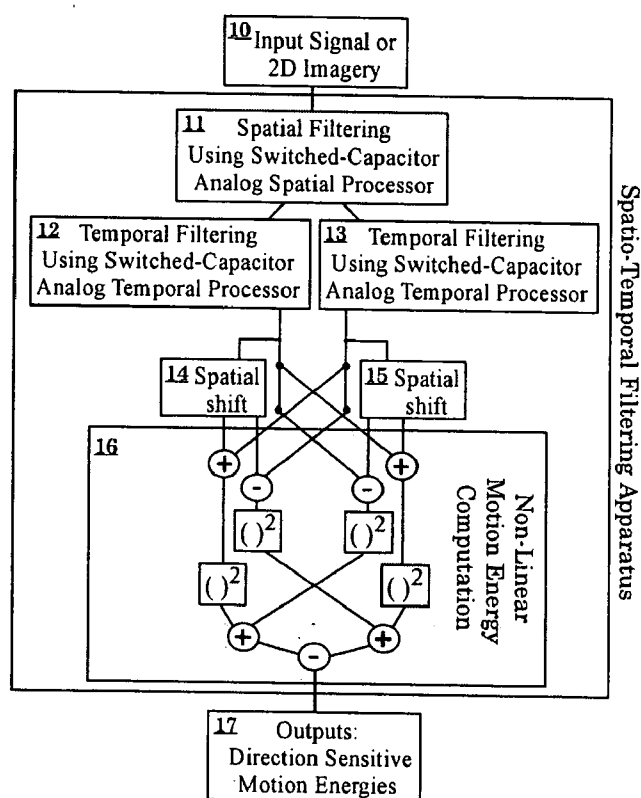 10 Input Signal or
2D Imagery
11 Spatial Filtering
Using Switched-Capacitor
Analog Spatial Processor
12 Temporal Filtering
Using Switched-Capacitor
Analog Temporal Processor
13 Temporal Filtering
Using Switched-Capacitor
Analog Temporal Processor
14 Spatial
shift
15 Spatial
shift
16
+
-
-
+
( )²
( )²
( )²
( )²
+
+
-
Non-Linear
Motion Energy
Computation
Spatio-Temporal Filtering Apparatus
17 Outputs:
Direction Sensitive
Motion Energies